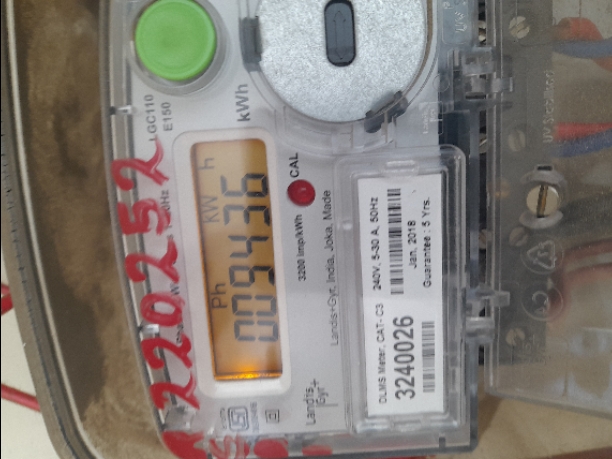 LGC110
E150
kWh
220252
Ph KW h
009436
CAL
3200 imp/kWh
Landis+Gyr, India, Joka, Made
Landis
Gyr+
DLMS Meter, CAT- C3
240V, 5-30 A, 50Hz
3240026
Jan, 2018
Guarantee : 5 Yrs.